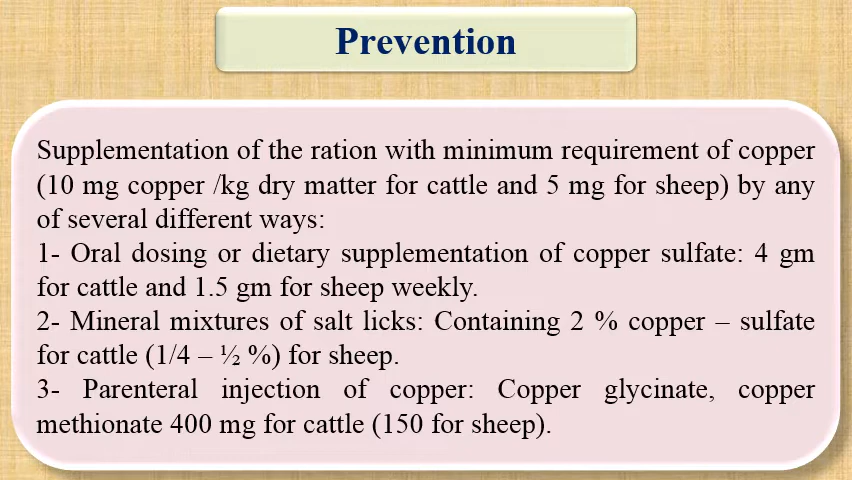 Prevention
Supplementation of the ration with minimum requirement of copper
(10 mg copper /kg dry matter for cattle and 5 mg for sheep) by any
of several different ways:
1- Oral dosing or dietary supplementation of copper sulfate: 4 gm
for cattle and 1.5 gm for sheep weekly.
2- Mineral mixtures of salt licks: Containing 2 % copper – sulfate
for cattle (1/4 – ½ %) for sheep.
3- Parenteral injection of copper: Copper glycinate, copper
methionate 400 mg for cattle (150 for sheep).